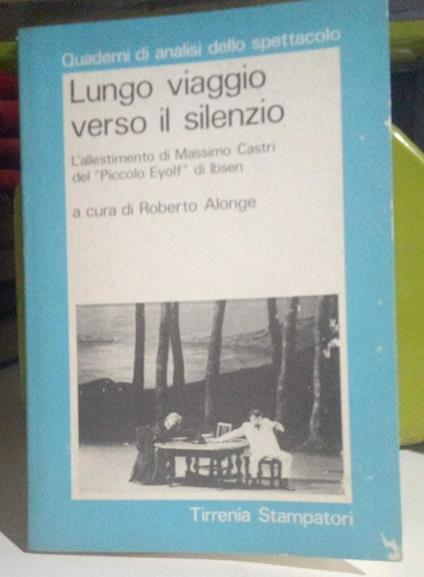 Quaderni di analisi dello spettacolo
Lungo viaggio
verso il silenzio
L'allestimento di Massimo Castri
del "Piccolo Eyolf" di Ibsen
a cura di Roberto Alonge
Tirrenia Stampatori